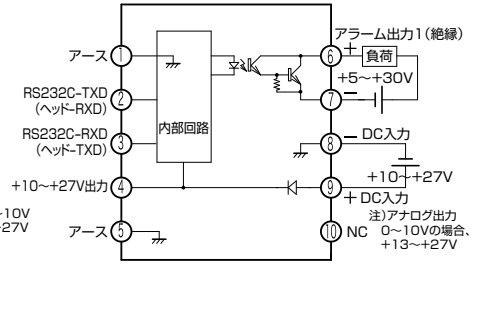 アース
1
RS232C-TXD
(ヘッド-RXD)
2
RS232C-RXD
(ヘッド-TXD)
3
+10~+27V出力
4
アース
5
~10V
27V
内部回路
アラーム出力1(絶縁)
6
+
負荷
+5~+30V
7
−
8
− DC入力
+10~+27V
9
+ DC入力
10
NC
注)アナログ出力
0~10Vの場合、
+13~+27V